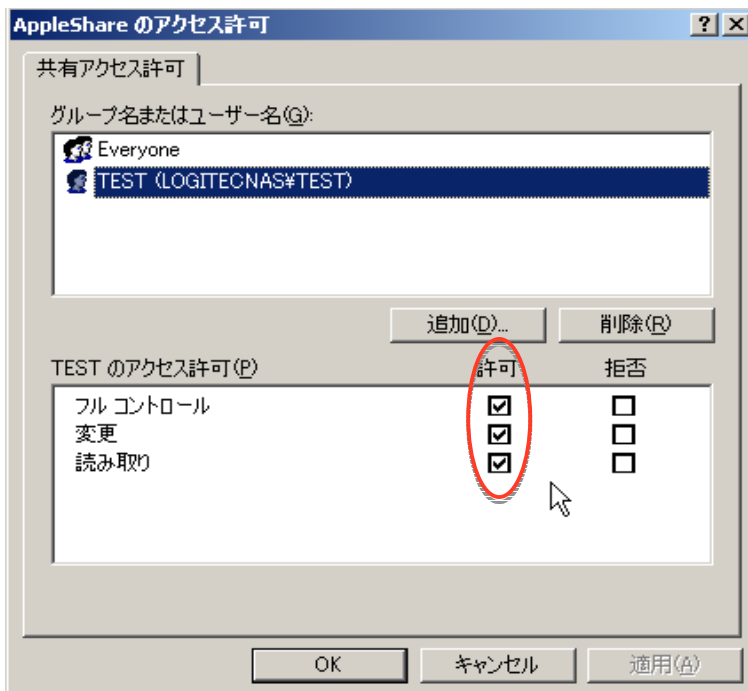 AppleShare のアクセス許可
共有アクセス許可
グループ名またはユーザー名(G):
Everyone
TEST (LOGITECNAS¥TEST)
追加(D)... 削除(R)
TEST のアクセス許可(P) 許可 拒否
フル コントロール
変更
読み取り
OK キャンセル 適用(A)